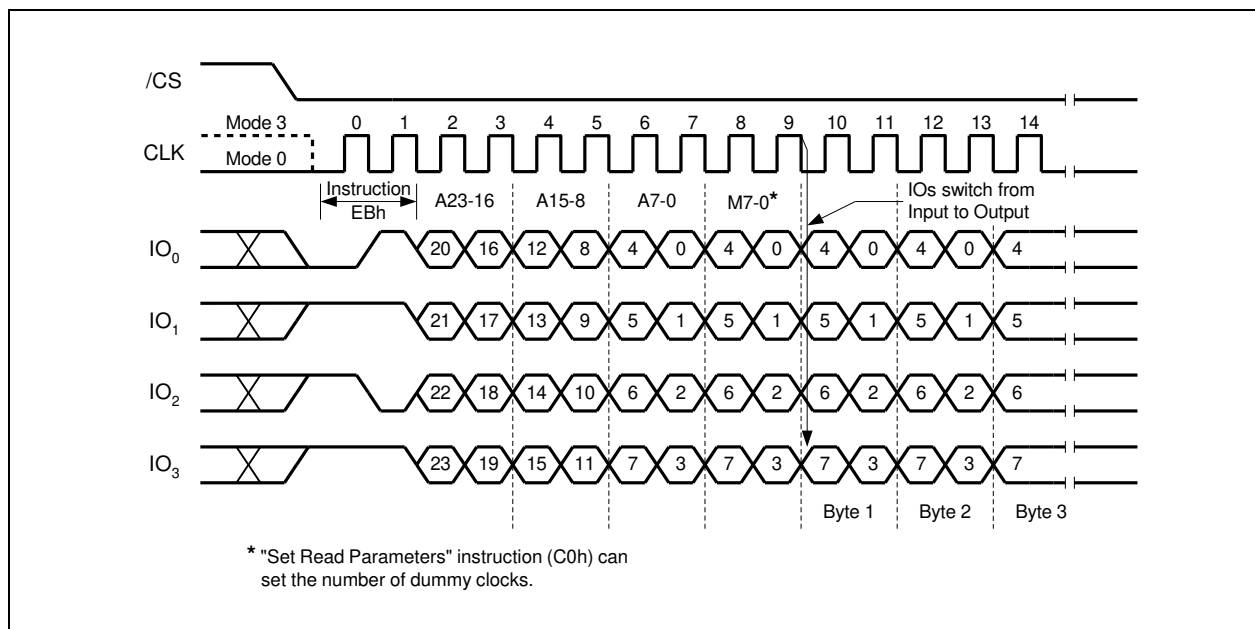 /CS
Mode 3 0 1 2 3 4 5 6 7 8 9 10 11 12 13 14
CLK Mode 0
Instruction A23-16 A15-8 A7-0 M7-0* IOs switch from
EBh Input to Output
IO0 20 16 12 8 4 0 4 0 4 0 4 0 4
IO1 21 17 13 9 5 1 5 1 5 1 5 1 5
IO2 22 18 14 10 6 2 6 2 6 2 6 2 6
IO3 23 19 15 11 7 3 7 3 7 3 7 3 7
Byte 1 Byte 2 Byte 3
* "Set Read Parameters" instruction (C0h) can
set the number of dummy clocks.